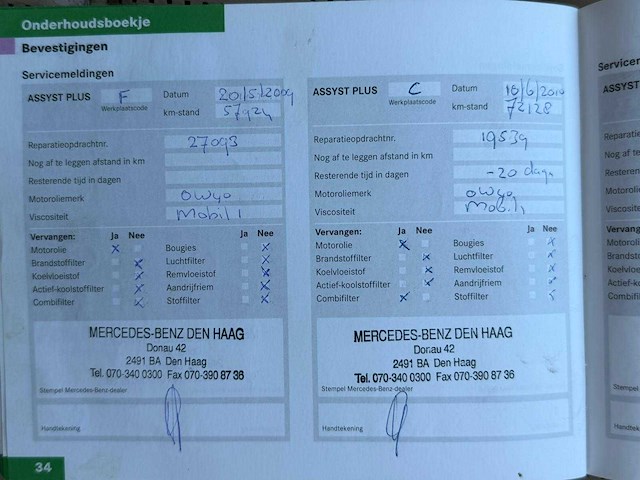 Onderhoudsboekje
Bevestigingen
Servicemeldingen
ASSYST PLUS F Datum 20/5/2009
Werkplaatscode km-stand 57924
Reparatieopdrachtnr. 27093
Nog af te leggen afstand in km
Resterende tijd in dagen
Motoroliemerk 0W40
Viscositeit Mobil 1
Vervangen: Ja Nee Ja Nee
Motorolie x Bougies x
Brandstoffilter x Luchtfilter x
Koelvloeistof x Remvloeistof x
Actief-koolstoffilter x Aandrijfriem x
Combifilter x Stoffilter x
MERCEDES-BENZ DEN HAAG
Donau 42
2491 BA Den Haag
Tel. 070-340 0300 Fax 070-390 87 36
Stempel Mercedes-Benz-dealer
Handtekening
34
ASSYST PLUS C Datum 16/6/2010
Werkplaatscode km-stand 72128
Reparatieopdrachtnr. 19539
Nog af te leggen afstand in km
Resterende tijd in dagen -20 dagen
Motoroliemerk 0W40
Viscositeit Mobil 1
Vervangen: Ja Nee Ja Nee
Motorolie x Bougies x
Brandstoffilter x Luchtfilter x
Koelvloeistof x Remvloeistof x
Actief-koolstoffilter x Aandrijfriem x
Combifilter x Stoffilter x
MERCEDES-BENZ DEN HAAG
Donau 42
2491 BA Den Haag
Tel. 070-340 0300 Fax 070-390 87 36
Stempel Mercedes-Benz-dealer
Handtekening
ASSYST